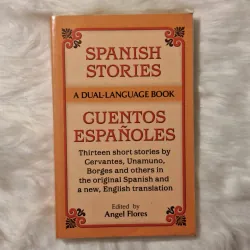 SPANISH
STORIES
A DUAL-LANGUAGE BOOK
CUENTOS
ESPAÑOLES
Thirteen short stories by
Cervantes, Unamuno,
Borges and others in
the original Spanish and
a new, English translation
Edited by
Angel Flores